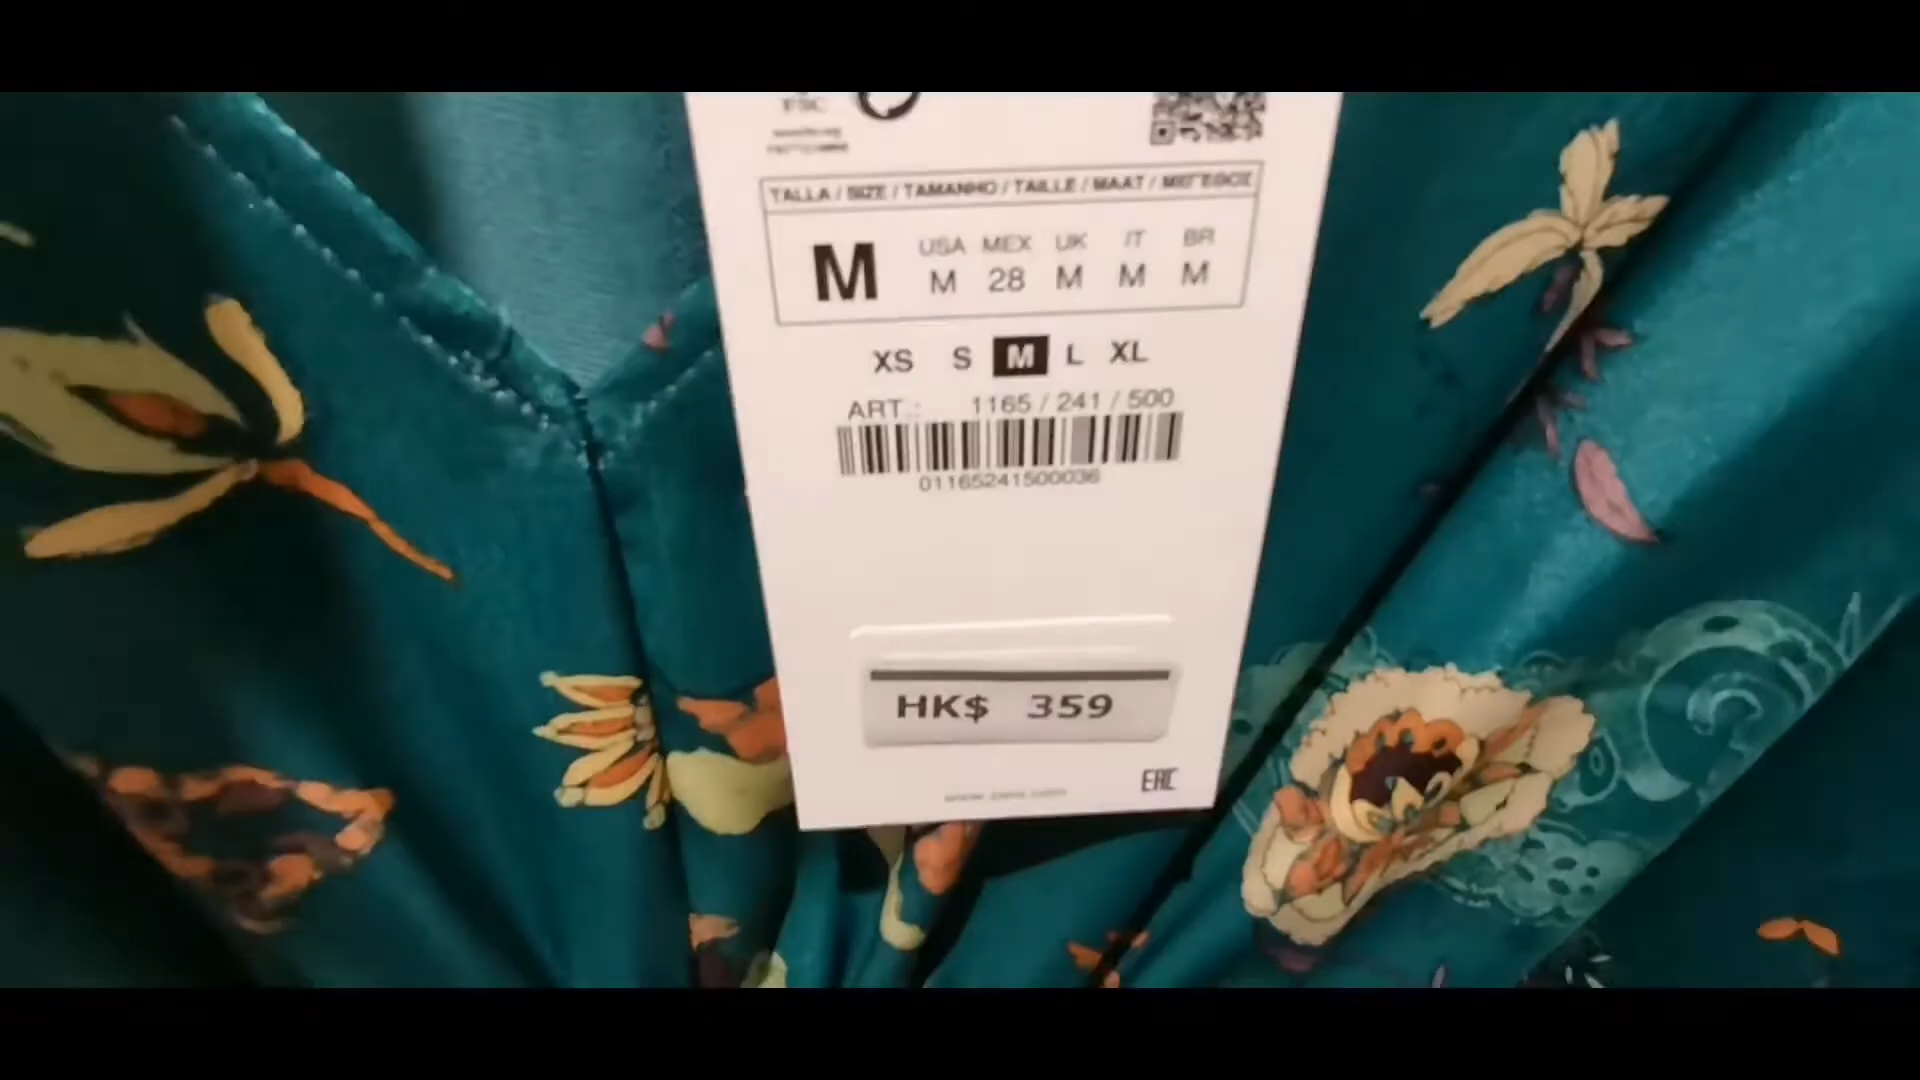 FSC
TALLA / SIZE / TAMANHO / TAILLE / MAAT /
M
USA MEX UK IT BR
M 28 M M M
XS S M L XL
ART.: 1165 / 241 / 500
01165241500036
HK$ 359
EAC